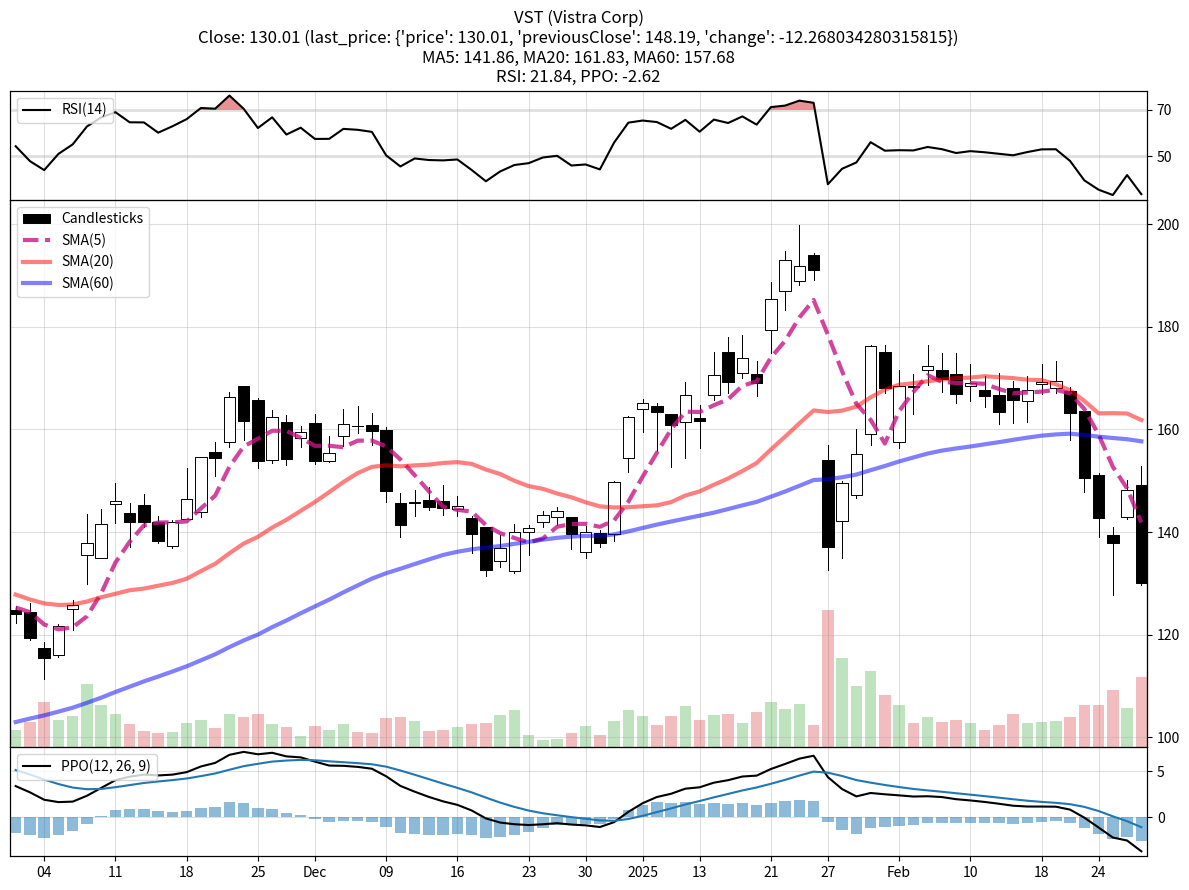 VST (Vistra Corp)
Close: 130.01 (last_price: {'price': 130.01, 'previousClose': 148.19, 'change': -12.268034280315815})
MA5: 141.86, MA20: 161.83, MA60: 157.68
RSI: 21.84, PPO: -2.62
RSI(14)
70
50
Candlesticks
SMA(5)
SMA(20)
SMA(60)
200
180
160
140
120
100
PPO(12, 26, 9)
5
0
04 11 18 25 Dec 09 16 23 30 2025 13 21 27 Feb 10 18 24